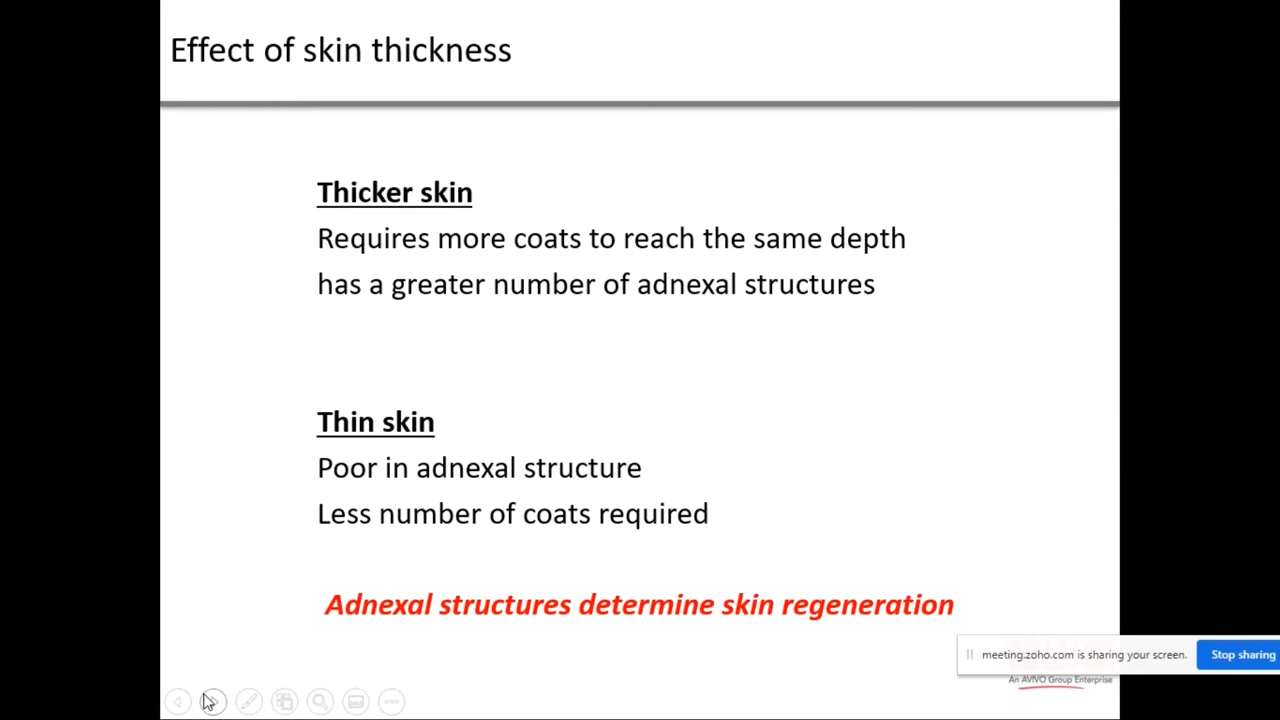 Effect of skin thickness
Thicker skin
Requires more coats to reach the same depth
has a greater number of adnexal structures
Thin skin
Poor in adnexal structure
Less number of coats required
Adnexal structures determine skin regeneration
meeting.zoho.com is sharing your screen.
Stop sharing
An AVIVO Group Enterprise